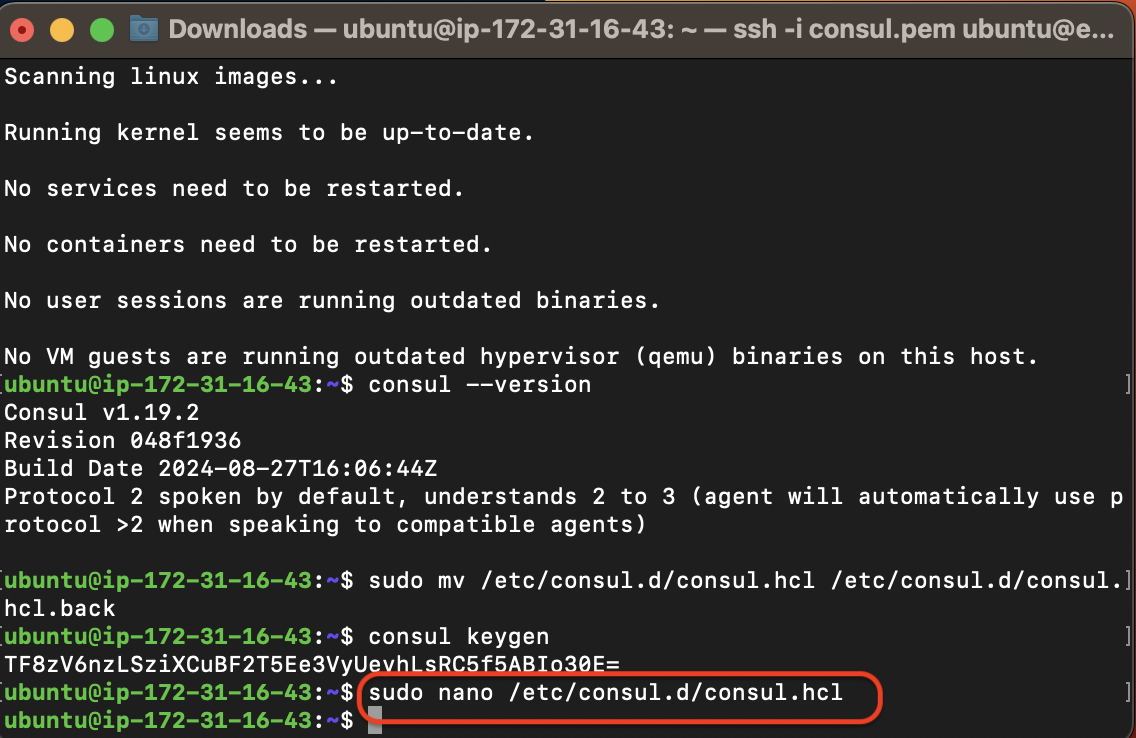 Downloads — ubuntu@ip-172-31-16-43: ~ — ssh -i consul.pem ubuntu@e...
Scanning linux images...
Running kernel seems to be up-to-date.
No services need to be restarted.
No containers need to be restarted.
No user sessions are running outdated binaries.
No VM guests are running outdated hypervisor (qemu) binaries on this host.
[ubuntu@ip-172-31-16-43:~$ consul --version ]
Consul v1.19.2
Revision 048f1936
Build Date 2024-08-27T16:06:44Z
Protocol 2 spoken by default, understands 2 to 3 (agent will automatically use p
rotocol >2 when speaking to compatible agents)
[ubuntu@ip-172-31-16-43:~$ sudo mv /etc/consul.d/consul.hcl /etc/consul.d/consul.]
hcl.back
[ubuntu@ip-172-31-16-43:~$ consul keygen ]
TF8zV6nzLSziXCuBF2T5Ee3VyUevhLsRC5f5ABIo30E=
[ubuntu@ip-172-31-16-43:~$ sudo nano /etc/consul.d/consul.hcl ]
ubuntu@ip-172-31-16-43:~$